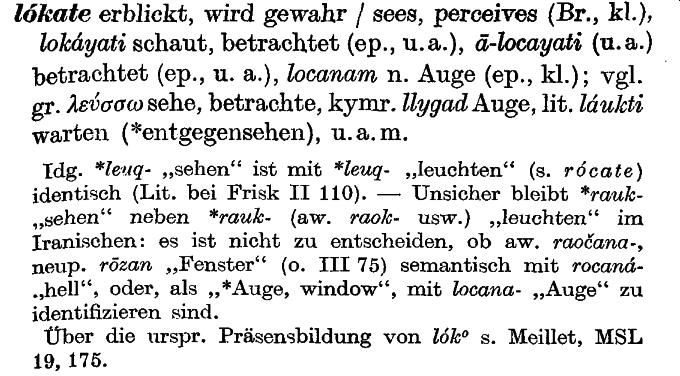 lókate erblickt, wird gewahr / sees, perceives (Br., kl.),
lokáyati schaut, betrachtet (ep., u. a.), ā-locayati (u. a.)
betrachtet (ep., u. a.), locanam n. Auge (ep., kl.); vgl.
gr. λεύσσω sehe, betrachte, kymr. llygad Auge, lit. láukti
warten (*entgegensehen), u. a. m.
Idg. *leuq- „sehen“ ist mit *leuq- „leuchten“ (s. rócate)
identisch (Lit. bei Frisk II 110). — Unsicher bleibt *rauk-
„sehen“ neben *rauk- (aw. raok- usw.) „leuchten“ im
Iranischen: es ist nicht zu entscheiden, ob aw. raočana-,
neup. rōzan „Fenster“ (o. III 75) semantisch mit rocaná-
„hell“, oder, als „*Auge, window“, mit locana- „Auge“ zu
identifizieren sind.
Über die urspr. Präsensbildung von lókº s. Meillet, MSL
19, 175.